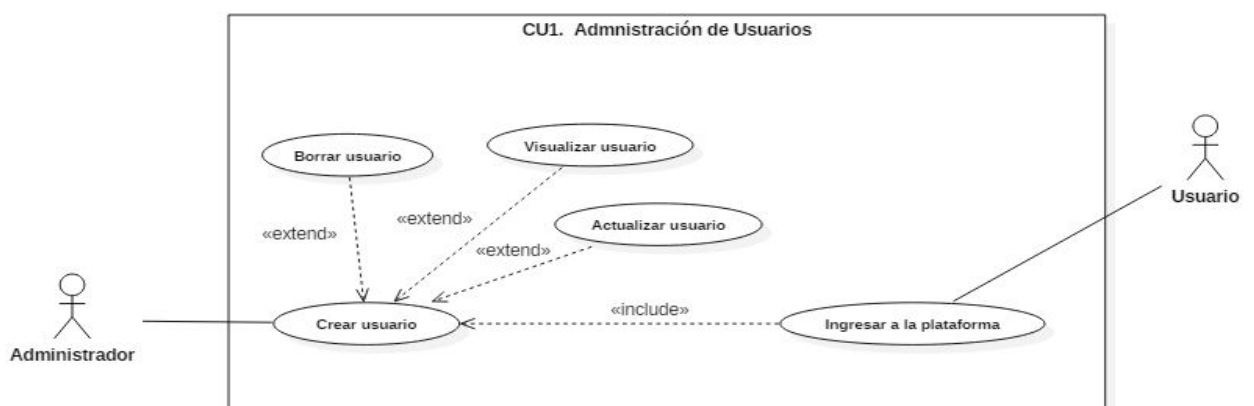 CU1.  Admnistración de Usuarios
Borrar usuario
Visualizar usuario
Usuario
«extend»
«extend»
Actualizar usuario
«extend»
Administrador
Crear usuario
«include»
Ingresar a la plataforma